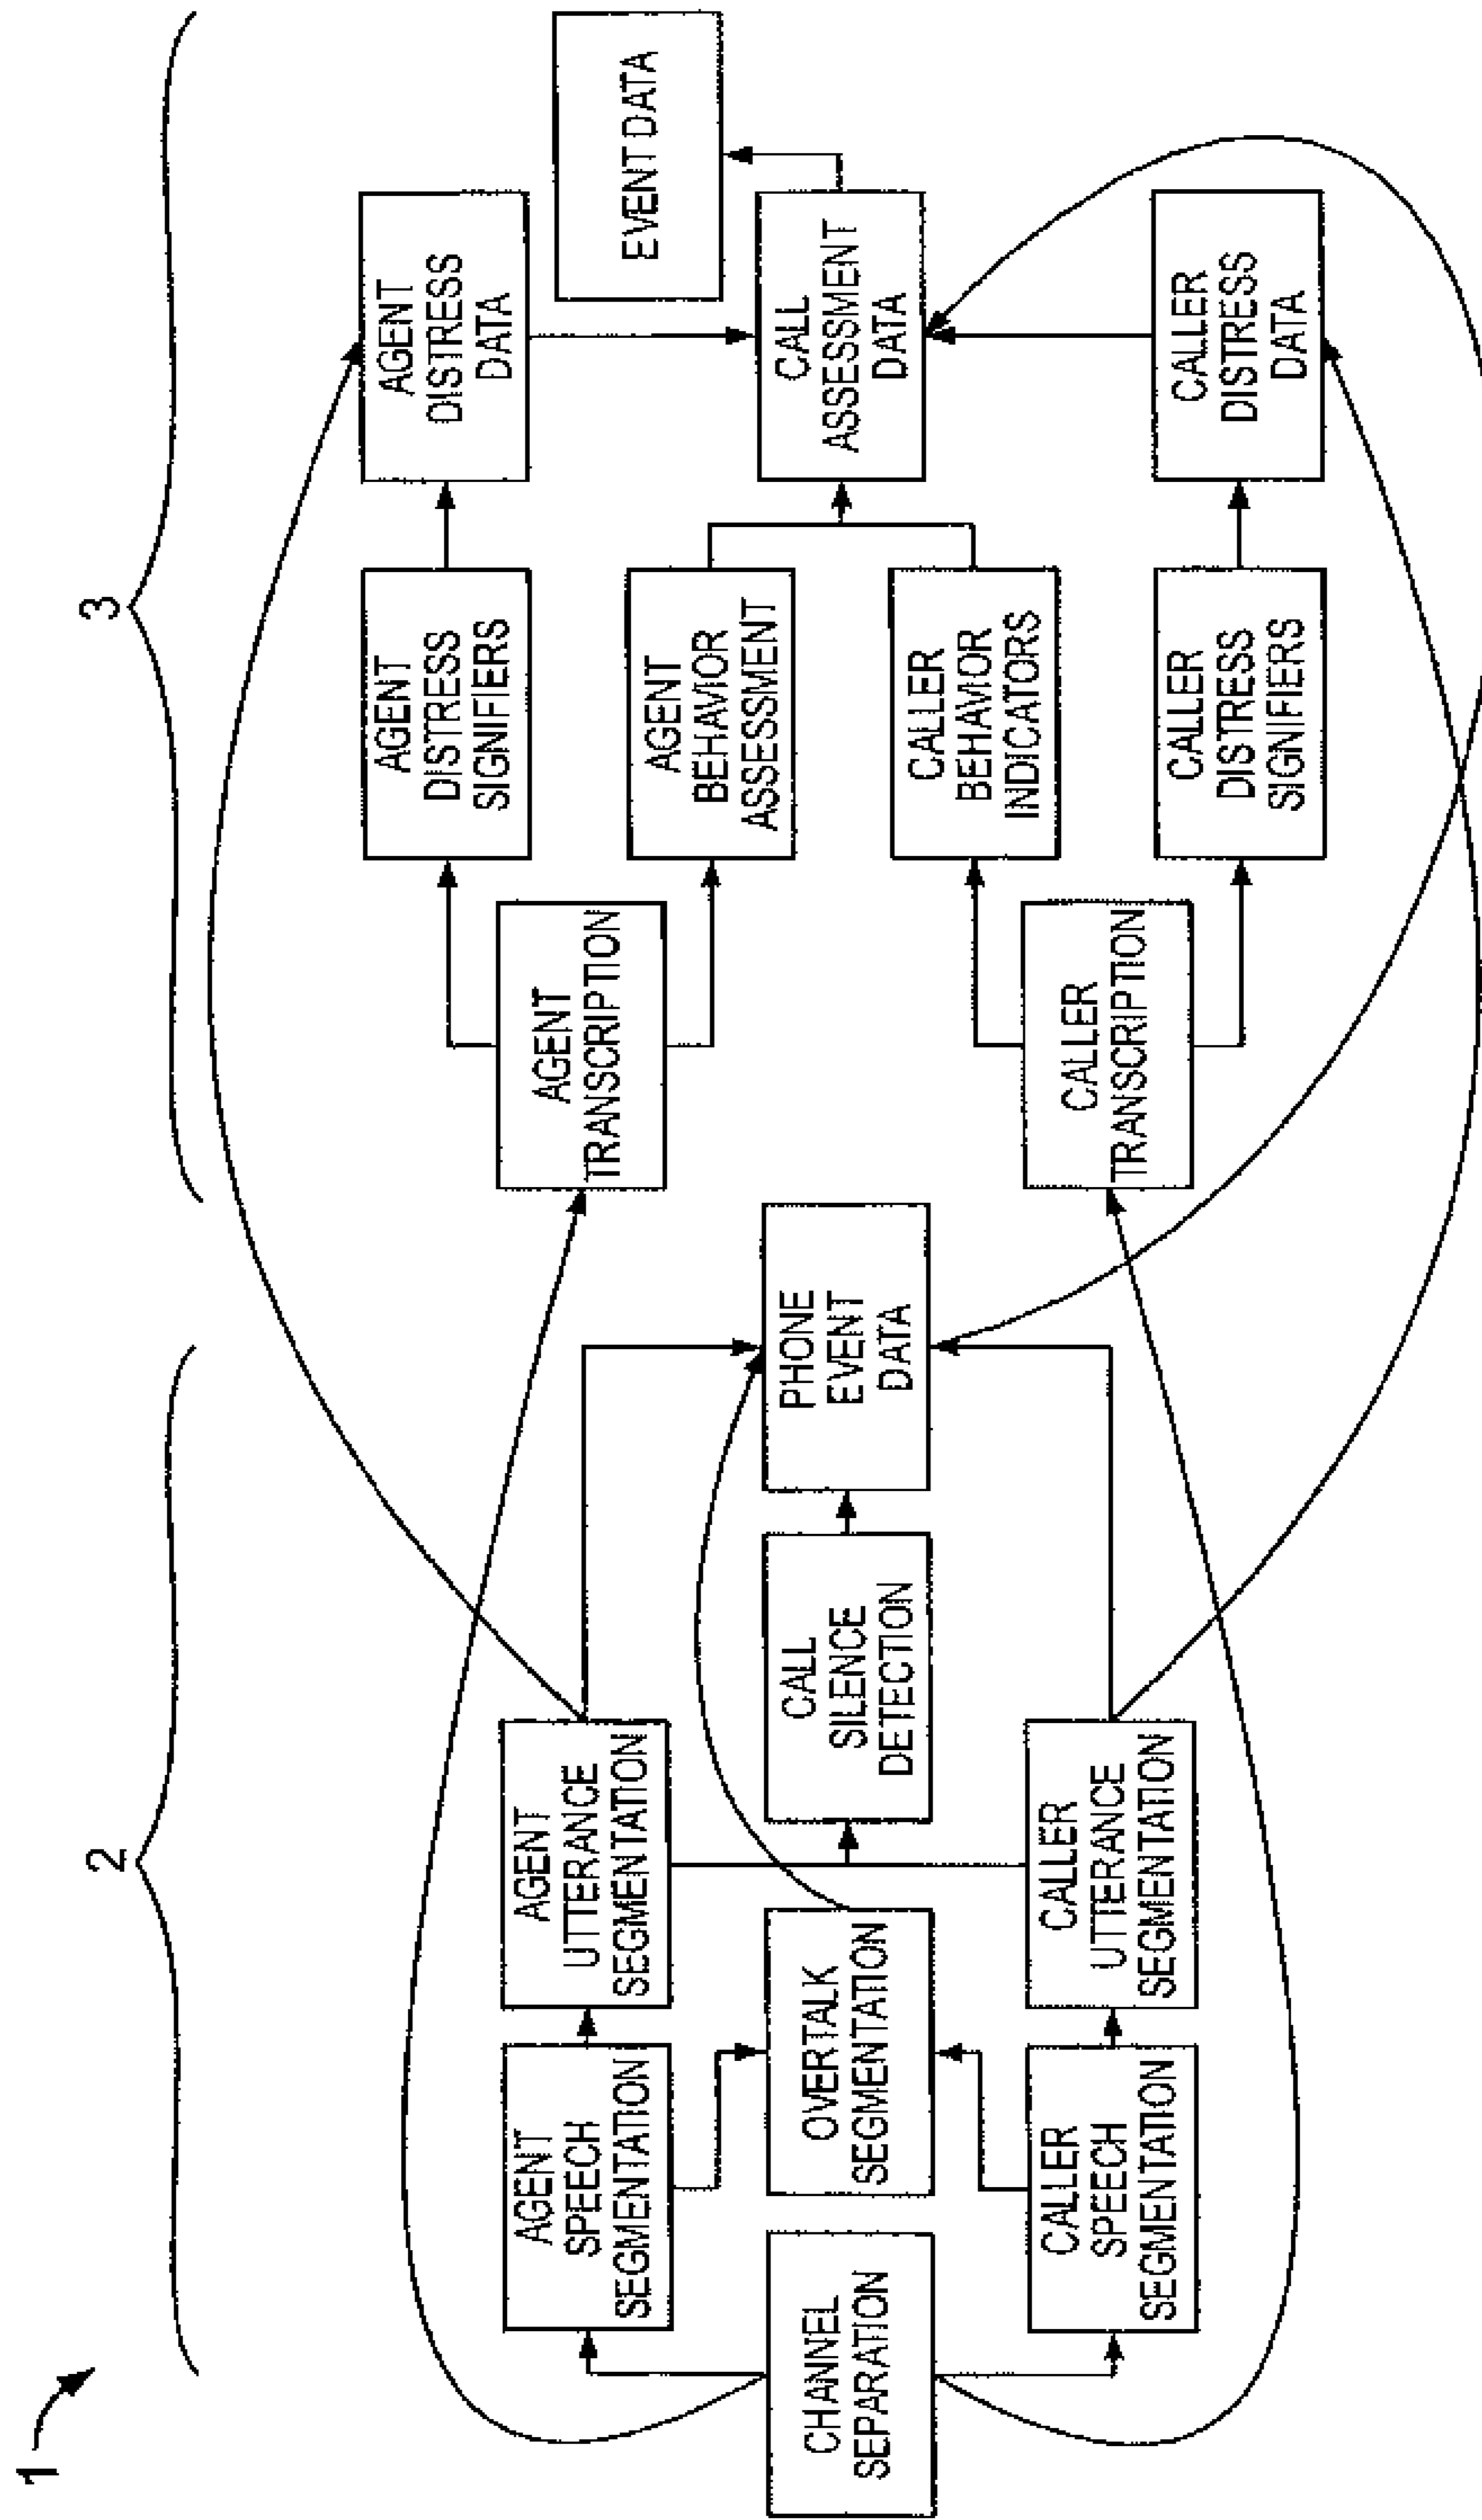 1
2
3
CHANNEL
SEPARATION
AGENT
SPEECH
SEGMENTATION
CALLER
SPEECH
SEGMENTATION
OVERTALK
SEGMENTATION
AGENT
UTTERANCE
SEGMENTATION
CALLER
UTTERANCE
SEGMENTATION
CALL
SILENCE
DETECTION
PHONE
EVENT
DATA
AGENT
TRANSCRIPTION
CALLER
TRANSCRIPTION
AGENT
DISTRESS
SIGNIFIERS
AGENT
BEHAVIOR
ASSESSMENT
CALLER
BEHAVIOR
INDICATORS
CALLER
DISTRESS
SIGNIFIERS
AGENT
DISTRESS
DATA
CALL
ASSESSMENT
DATA
CALLER
DISTRESS
DATA
EVENT DATA